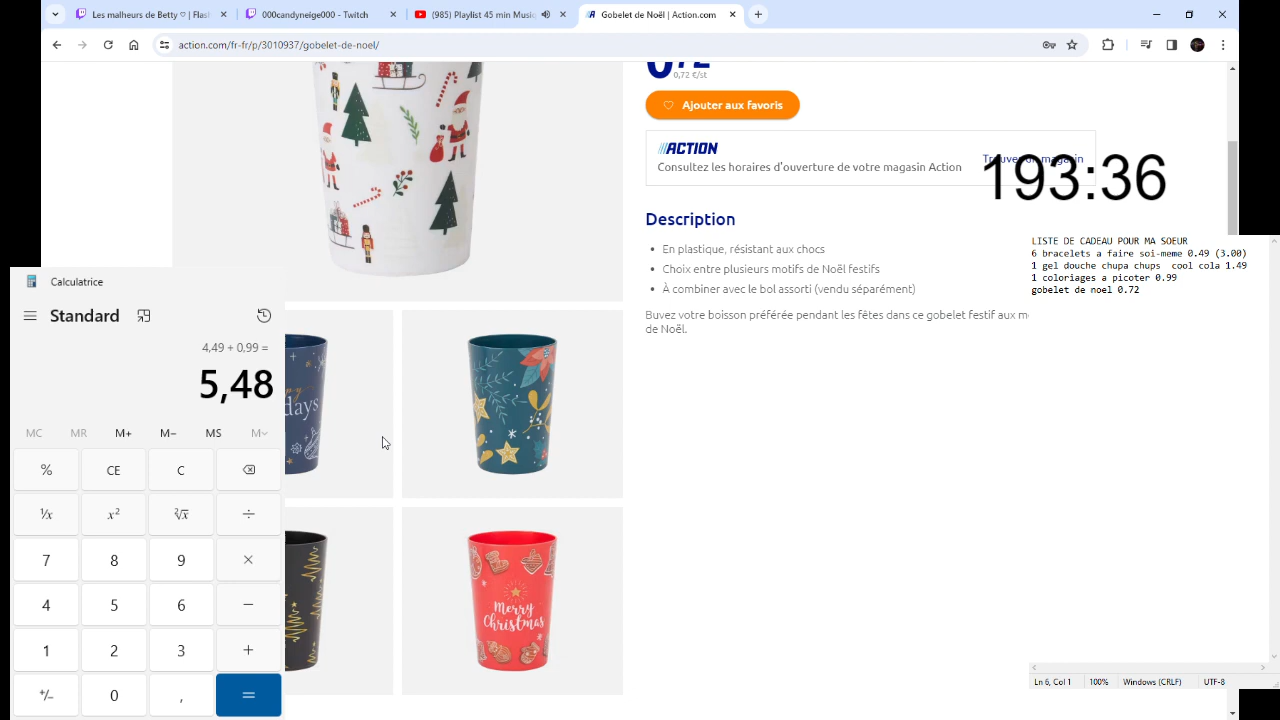 Les malheurs de Betty ♡ | Flas
000candyneige000 - Twitch
(985) Playlist 45 min Musiq
Gobelet de Noël | Action.com
action.com/fr-fr/p/3010937/gobelet-de-noel/
0,72 €/st
Ajouter aux favoris
ACTION
Consultez les horaires d'ouverture de votre magasin Action
Trouver un magasin
193:36
Description
En plastique, résistant aux chocs
Choix entre plusieurs motifs de Noël festifs
À combiner avec le bol assorti (vendu séparément)
Buvez votre boisson préférée pendant les fêtes dans ce gobelet festif aux m
de Noël.
LISTE DE CADEAU POUR MA SOEUR
6 bracelets a faire soi-meme 0.49 (3.00)
1 gel douche chupa chups  cool cola 1.49
1 coloriages a picoter 0.99
gobelet de noel 0.72
Ln 6, Col 1
100%
Windows (CRLF)
UTF-8
Calculatrice
Standard
4,49 + 0,99 =
5,48
MC MR M+ M− MS M
% CE C
¹/x x² ²√x ÷
7 8 9 ×
4 5 6 −
1 2 3 +
+/− 0 , =
days
Merry
Christmas